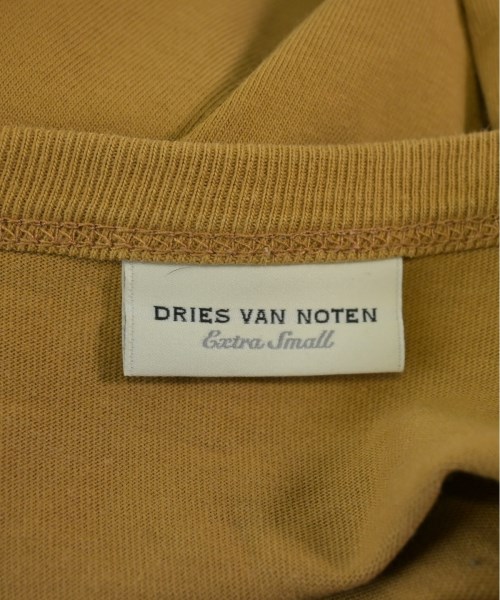 DRIES VAN NOTEN
Extra Small